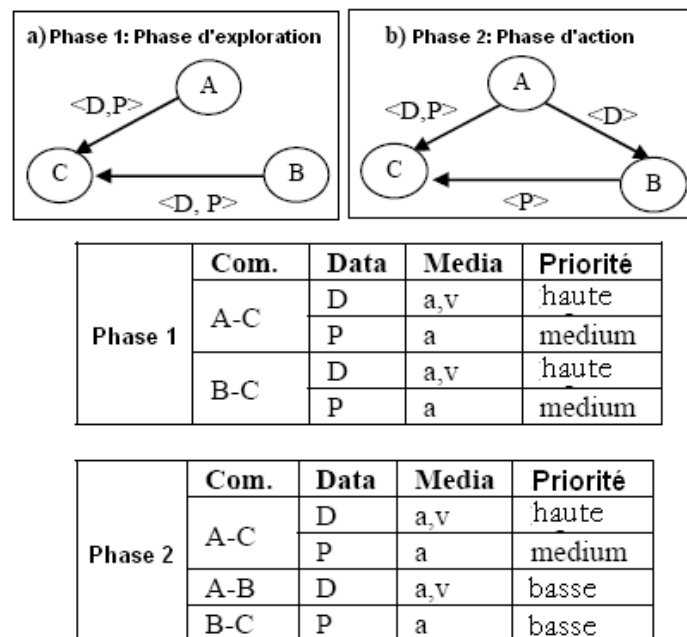 a) Phase 1: Phase d'exploration
A
<D,P>
C
B
<D, P>
b) Phase 2: Phase d'action
A
<D,P>
<D>
C
B
<P>
Com. Data Media Priorité
Phase 1
A-C D a,v haute
P a medium
B-C D a,v haute
P a medium
Com. Data Media Priorité
Phase 2
A-C D a,v haute
P a medium
A-B D a,v basse
B-C P a basse